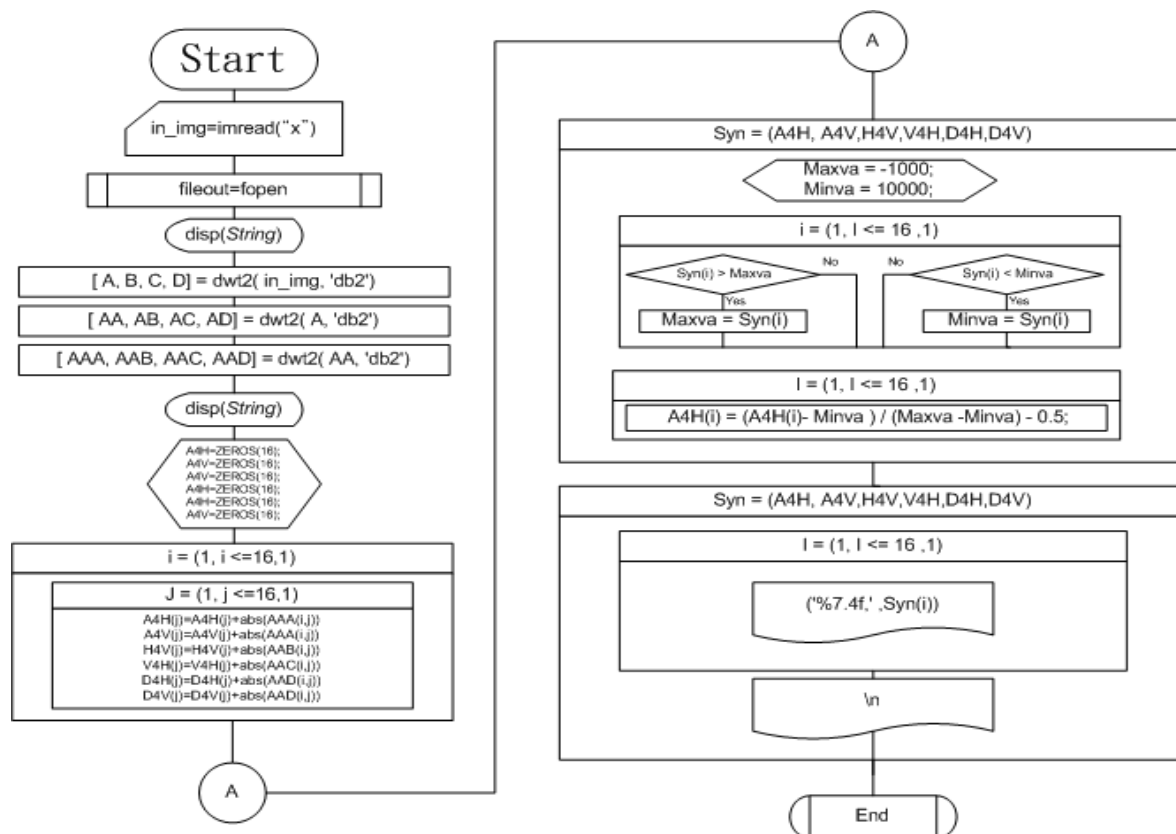 Start
in_img=imread("x")
fileout=fopen
disp(String)
[ A, B, C, D] = dwt2( in_img, 'db2')
[ AA, AB, AC, AD] = dwt2( A, 'db2')
[ AAA, AAB, AAC, AAD] = dwt2( AA, 'db2')
disp(String)
A4H=ZEROS(16);
A4V=ZEROS(16);
A4V=ZEROS(16);
A4H=ZEROS(16);
A4H=ZEROS(16);
A4V=ZEROS(16);
i = (1, i <=16,1)
J = (1, j <=16,1)
A4H(j)=A4H(j)+abs(AAA(i,j))
A4V(j)=A4V(j)+abs(AAA(i,j))
H4V(j)=H4V(j)+abs(AAB(i,j))
V4H(j)=V4H(j)+abs(AAC(i,j))
D4H(j)=D4H(j)+abs(AAD(i,j))
D4V(j)=D4V(j)+abs(AAD(i,j))
A
A
Syn = (A4H, A4V,H4V,V4H,D4H,D4V)
Maxva = -1000;
Minva = 10000;
i = (1, I <= 16 ,1)
Syn(i) > Maxva
No
Yes
Maxva = Syn(i)
No
Syn(i) < Minva
Yes
Minva = Syn(i)
I = (1, I <= 16 ,1)
A4H(i) = (A4H(i)- Minva ) / (Maxva -Minva) - 0.5;
Syn = (A4H, A4V,H4V,V4H,D4H,D4V)
I = (1, I <= 16 ,1)
('%7.4f,' ,Syn(i))
\n
End